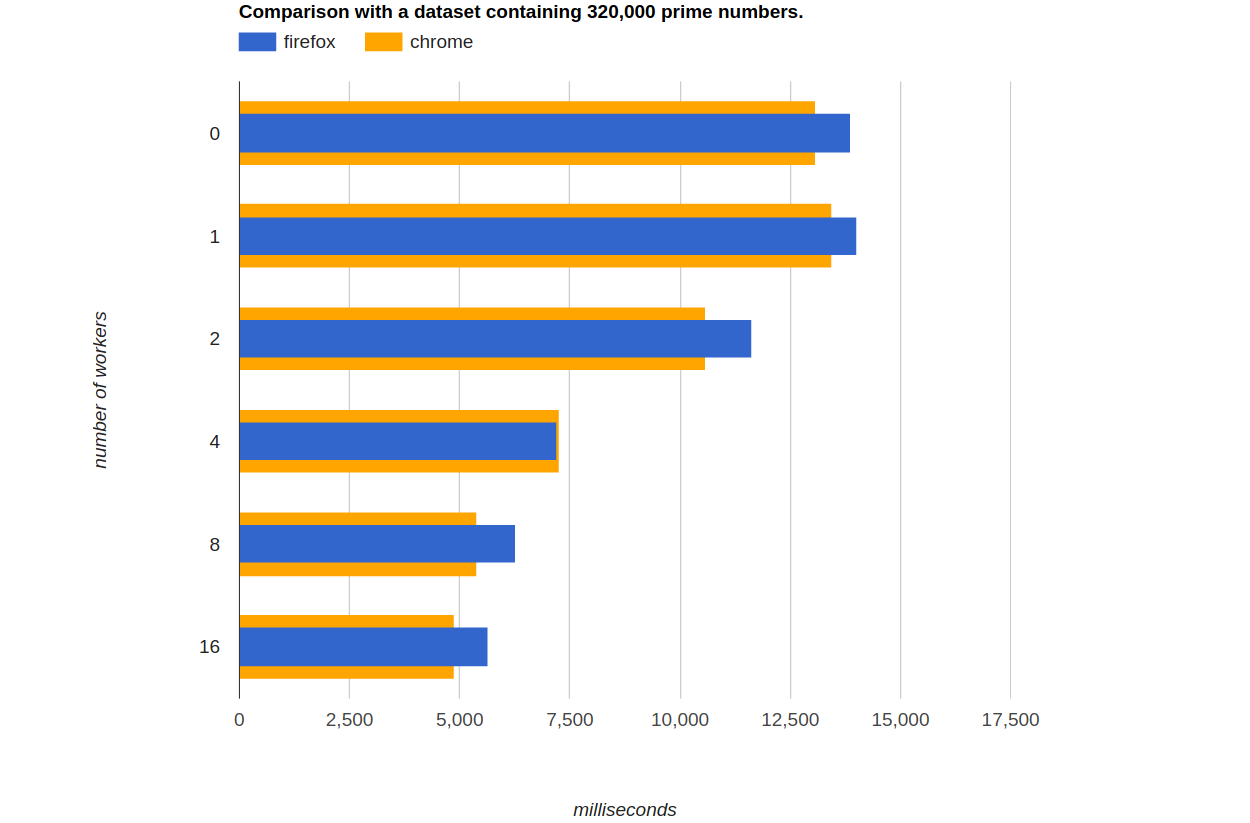 Comparison with a dataset containing 320,000 prime numbers.
firefox chrome
0
1
2
4
8
16
number of workers
0 2,500 5,000 7,500 10,000 12,500 15,000 17,500
milliseconds